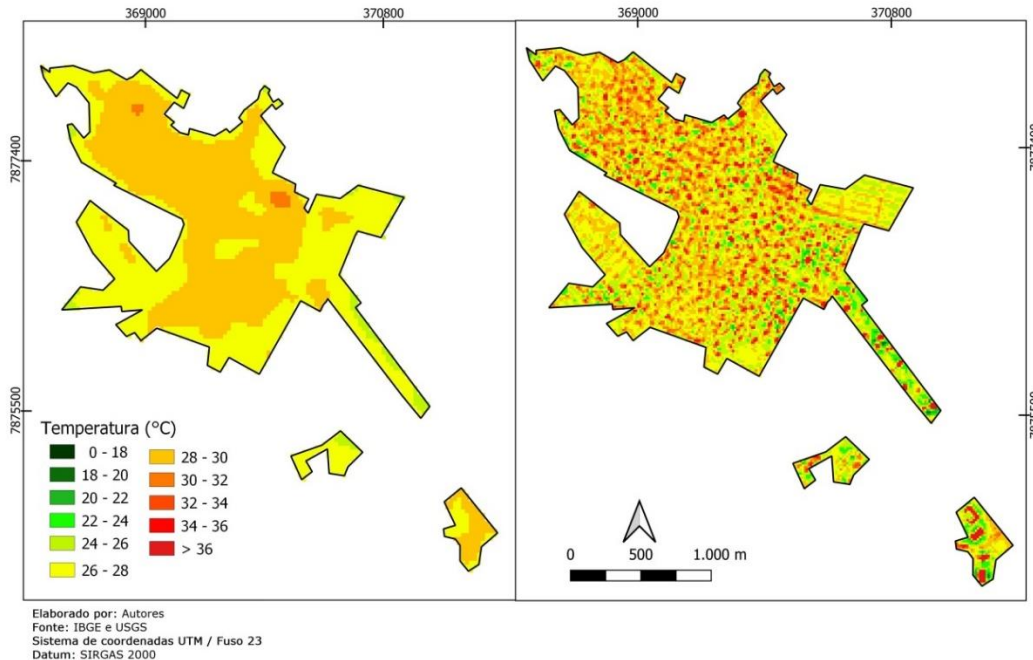 369000
370800
369000
370800
7877400
7877400
7875500
7875500
Temperatura (°C)
0 - 18
18 - 20
20 - 22
22 - 24
24 - 26
26 - 28
28 - 30
30 - 32
32 - 34
34 - 36
> 36
0 500 1.000 m
Elaborado por: Autores
Fonte: IBGE e USGS
Sistema de coordenadas UTM / Fuso 23
Datum: SIRGAS 2000